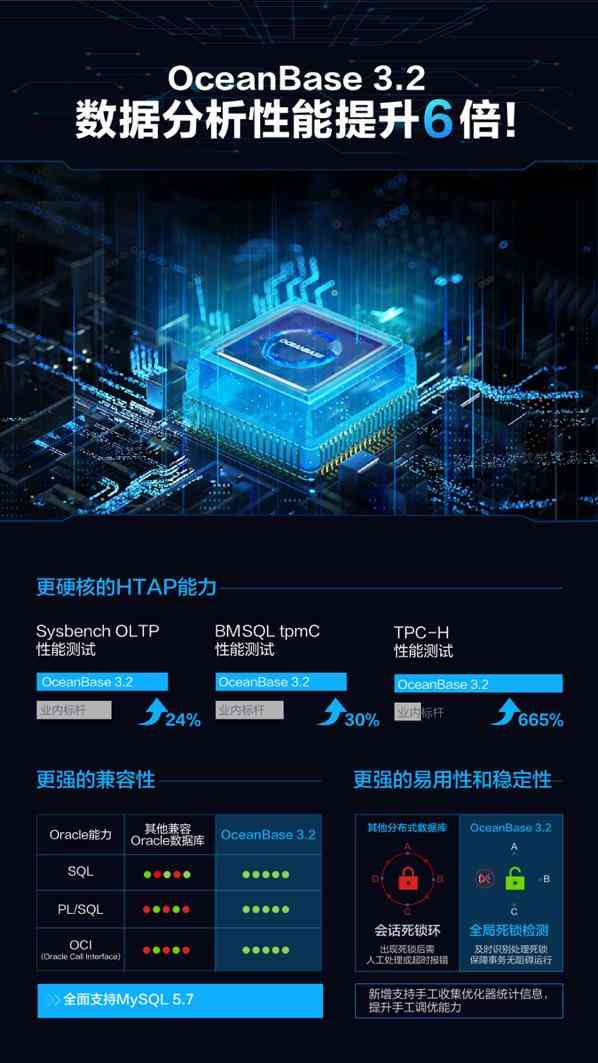 OceanBase 3.2
数据分析性能提升6倍!
OCEANBASE
更硬核的HTAP能力
Sysbench OLTP
性能测试
OceanBase 3.2
业内标杆
24%
BMSQL tpmC
性能测试
OceanBase 3.2
业内标杆
30%
TPC-H
性能测试
OceanBase 3.2
业内标杆
665%
更强的兼容性
Oracle能力
其他兼容
Oracle数据库
OceanBase 3.2
SQL
PL/SQL
OCI
(Oracle Call Interface)
全面支持MySQL 5.7
更强的易用性和稳定性
其他分布式数据库
A
D
B
C
会话死锁环
出现死锁后需
人工处理或超时报错
OceanBase 3.2
A
D
B
C
全局死锁检测
及时识别处理死锁
保障事务无阻碍运行
新增支持手工收集优化器统计信息，
提升手工调优能力